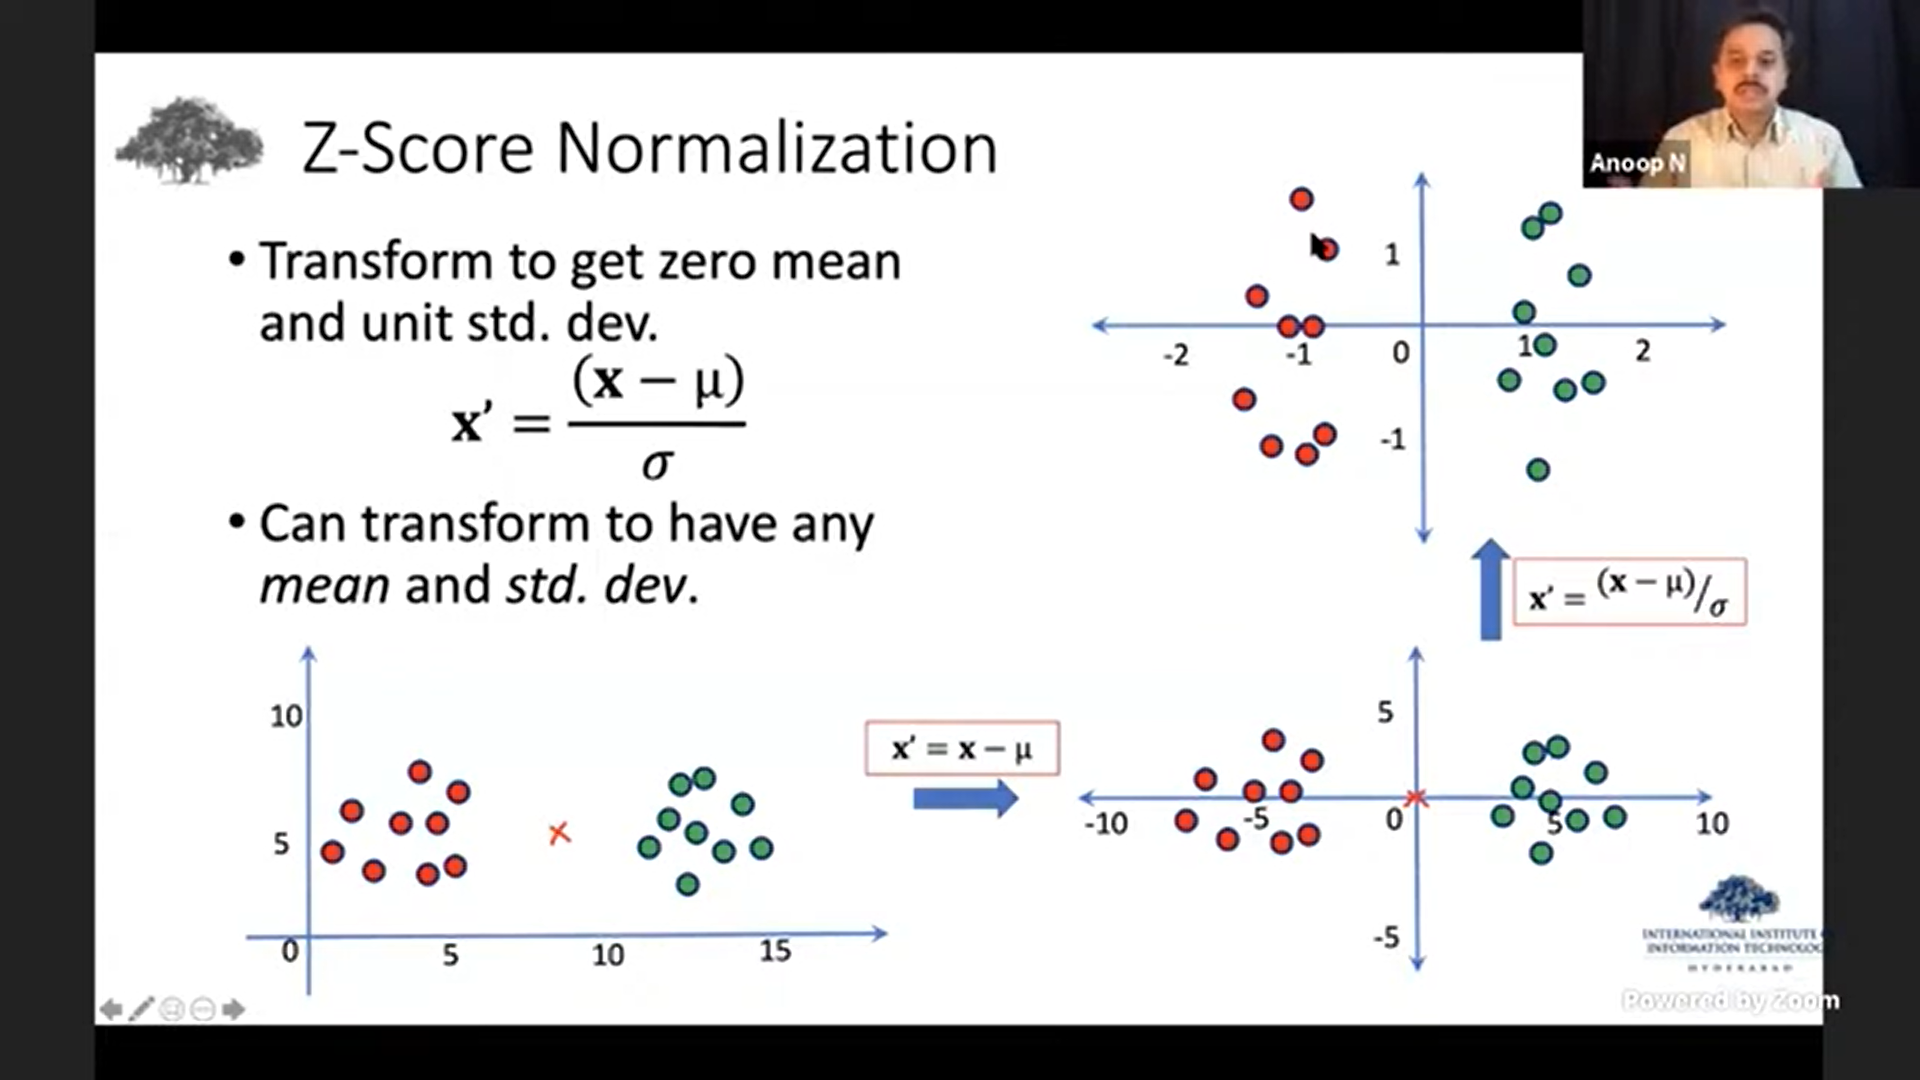 Z-Score Normalization
Anoop N
• Transform to get zero mean
and unit std. dev.
x' = (x − μ) / σ
• Can transform to have any
mean and std. dev.
1
-2 -1 0 1 2
-1
x' = (x − μ)/σ
10
5
0 5 10 15
x' = x − μ
5
-10 -5 0 5 10
-5
INTERNATIONAL INSTITUTE
INFORMATION TECHNOLOG
HYDERABAD
Powered by Zoom